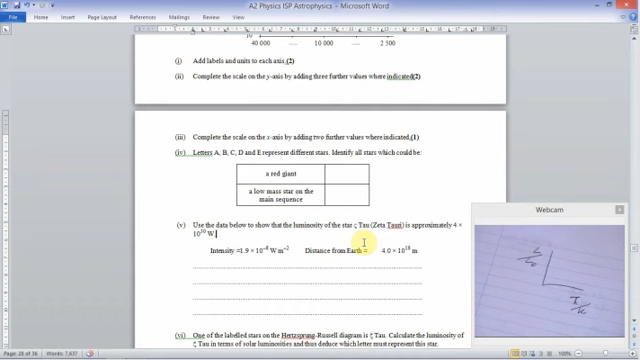 A2 Physics ISP Astrophysics - Microsoft Word
File Home Insert Page Layout References Mailings Review View
40 000 10 000 2 500
(i) Add labels and units to each axis.(2)
(ii) Complete the scale on the y-axis by adding three further values where indicated(2)
(iii) Complete the scale on the x-axis by adding two further values where indicated.(1)
(iv) Letters A, B, C, D and E represent different stars. Identify all stars which could be:
a red giant
a low mass star on the
main sequence
(v) Use the data below to show that the luminosity of the star ζ Tau (Zeta Tauri) is approximately 4 ×
10³⁰ W.
Intensity =1.9 × 10⁻⁸ W m⁻² Distance from Earth = 4.0 × 10¹⁸ m
(vi) One of the labelled stars on the Hertzsprung-Russell diagram is ζ Tau. Calculate the luminosity
of ζ Tau in terms of solar luminosities and thus deduce which letter must represent this star.
Webcam
Page: 28 of 36 Words: 7,637 100%